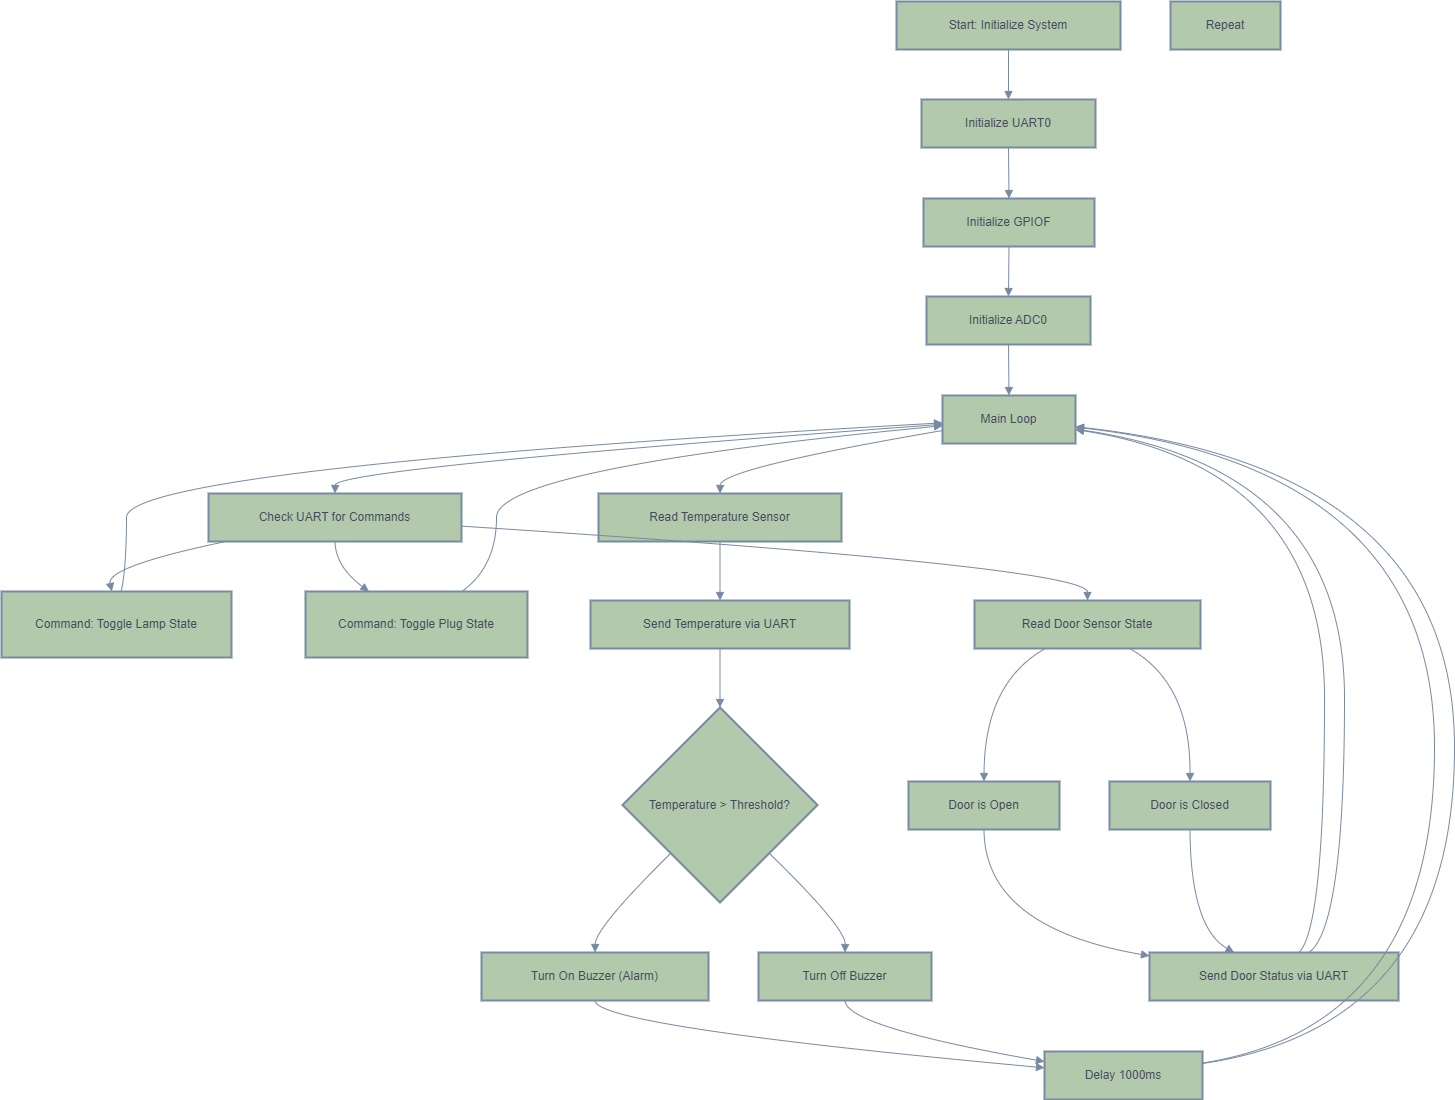 Start: Initialize System
Repeat
Initialize UART0
Initialize GPIOF
Initialize ADC0
Main Loop
Check UART for Commands
Read Temperature Sensor
Command: Toggle Lamp State
Command: Toggle Plug State
Send Temperature via UART
Read Door Sensor State
Temperature > Threshold?
Door is Open
Door is Closed
Turn On Buzzer (Alarm)
Turn Off Buzzer
Send Door Status via UART
Delay 1000ms